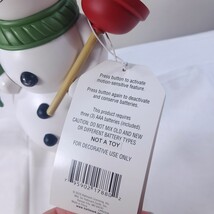 Press button to activate
motion-sensitive feature!
Press button again to deactivate
and conserve batteries
This product requires
three (3) AAA batteries (included).
CAUTION: DO NOT MIX OLD AND NEW
OR DIFFERENT BATTERY TYPES
NOT A TOY
FOR DECORATIVE USE ONLY